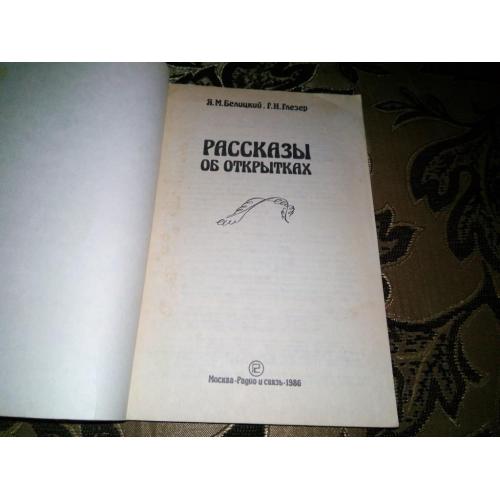 Я.М.Белицкий. Г.Н.Глезер
РАССКАЗЫ
ОБ ОТКРЫТКАХ
Москва·Радио и связь·1986